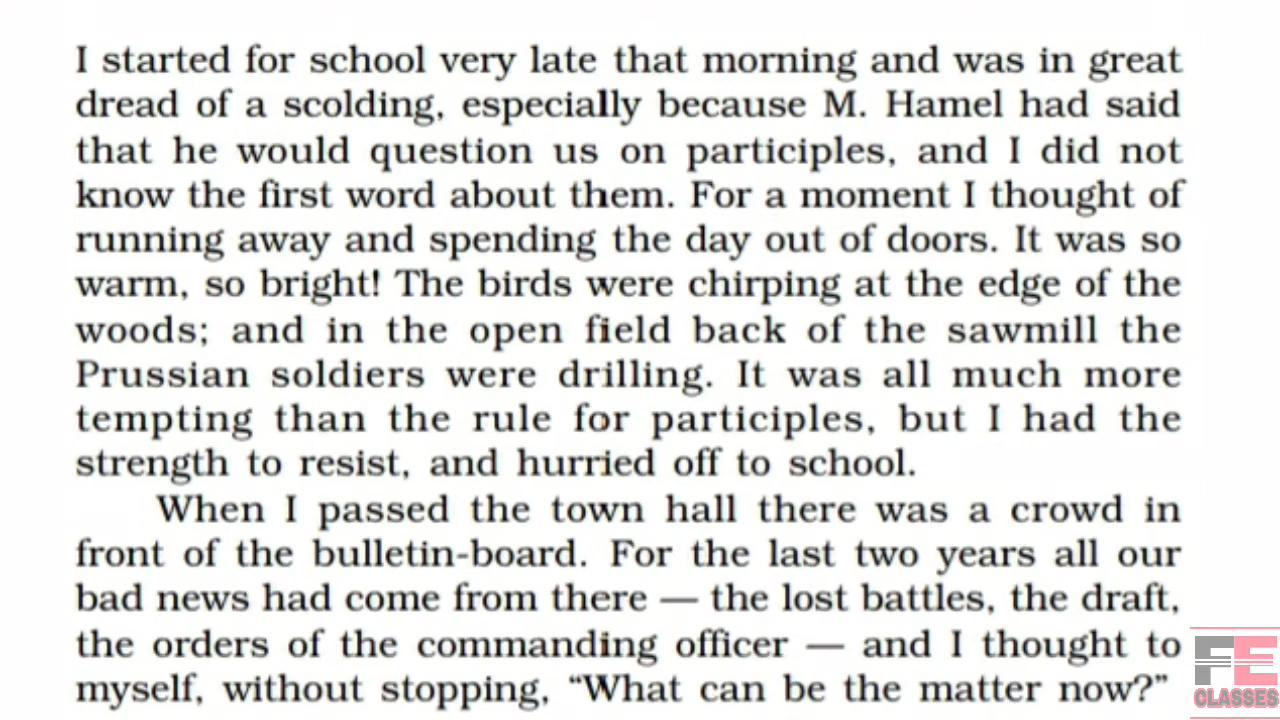 I started for school very late that morning and was in great
dread of a scolding, especially because M. Hamel had said
that he would question us on participles, and I did not
know the first word about them. For a moment I thought of
running away and spending the day out of doors. It was so
warm, so bright! The birds were chirping at the edge of the
woods; and in the open field back of the sawmill the
Prussian soldiers were drilling. It was all much more
tempting than the rule for participles, but I had the
strength to resist, and hurried off to school.
When I passed the town hall there was a crowd in
front of the bulletin-board. For the last two years all our
bad news had come from there — the lost battles, the draft,
the orders of the commanding officer — and I thought to
myself, without stopping, “What can be the matter now?”
FE
CLASSES